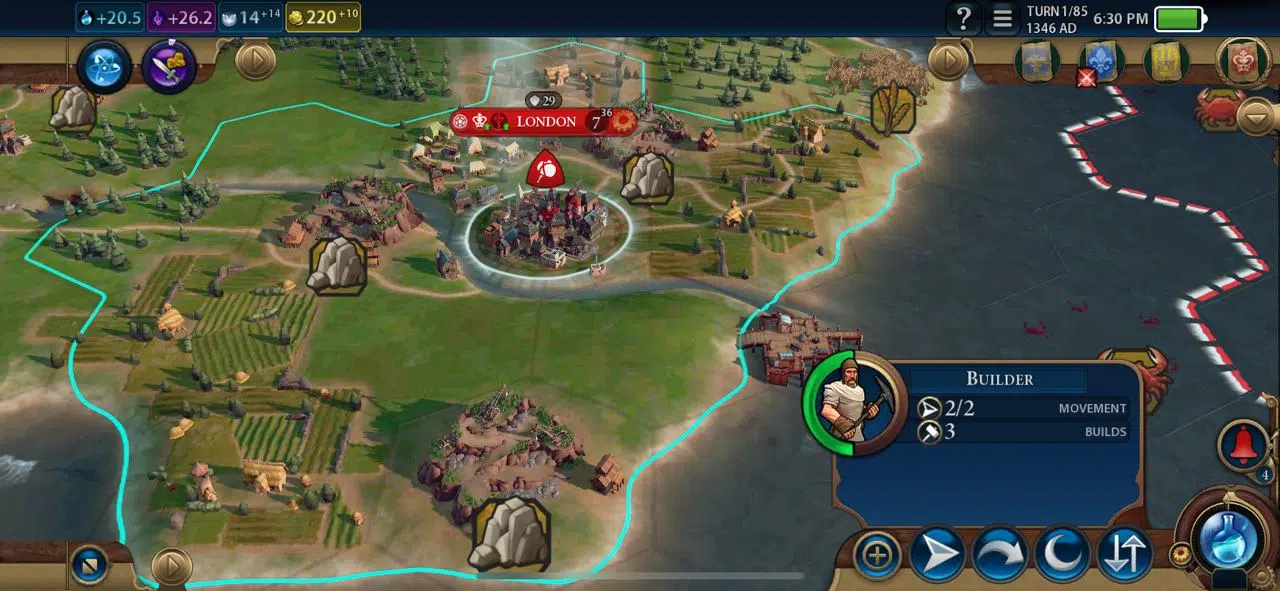 +20.5 +26.2 14 +14 220 +10
? TURN 1/85 6:30 PM
1346 AD
29
LONDON 7 36
BUILDER
2/2 MOVEMENT
3 BUILDS
4